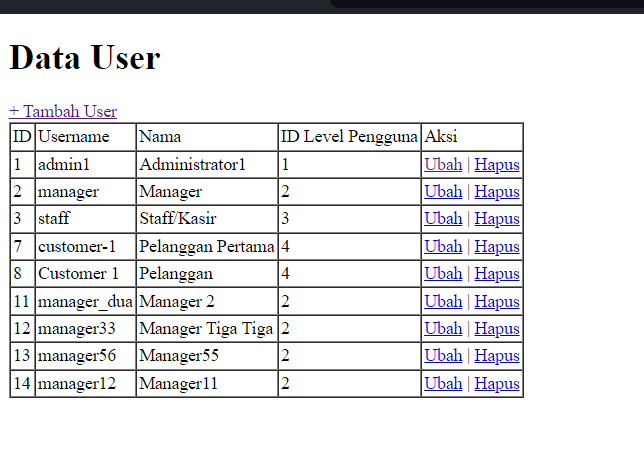 Data User
+ Tambah User
ID Username Nama ID Level Pengguna Aksi
1 admin1 Administrator1 1 Ubah | Hapus
2 manager Manager 2 Ubah | Hapus
3 staff Staff/Kasir 3 Ubah | Hapus
7 customer-1 Pelanggan Pertama 4 Ubah | Hapus
8 Customer 1 Pelanggan 4 Ubah | Hapus
11 manager_dua Manager 2 2 Ubah | Hapus
12 manager33 Manager Tiga Tiga 2 Ubah | Hapus
13 manager56 Manager55 2 Ubah | Hapus
14 manager12 Manager11 2 Ubah | Hapus